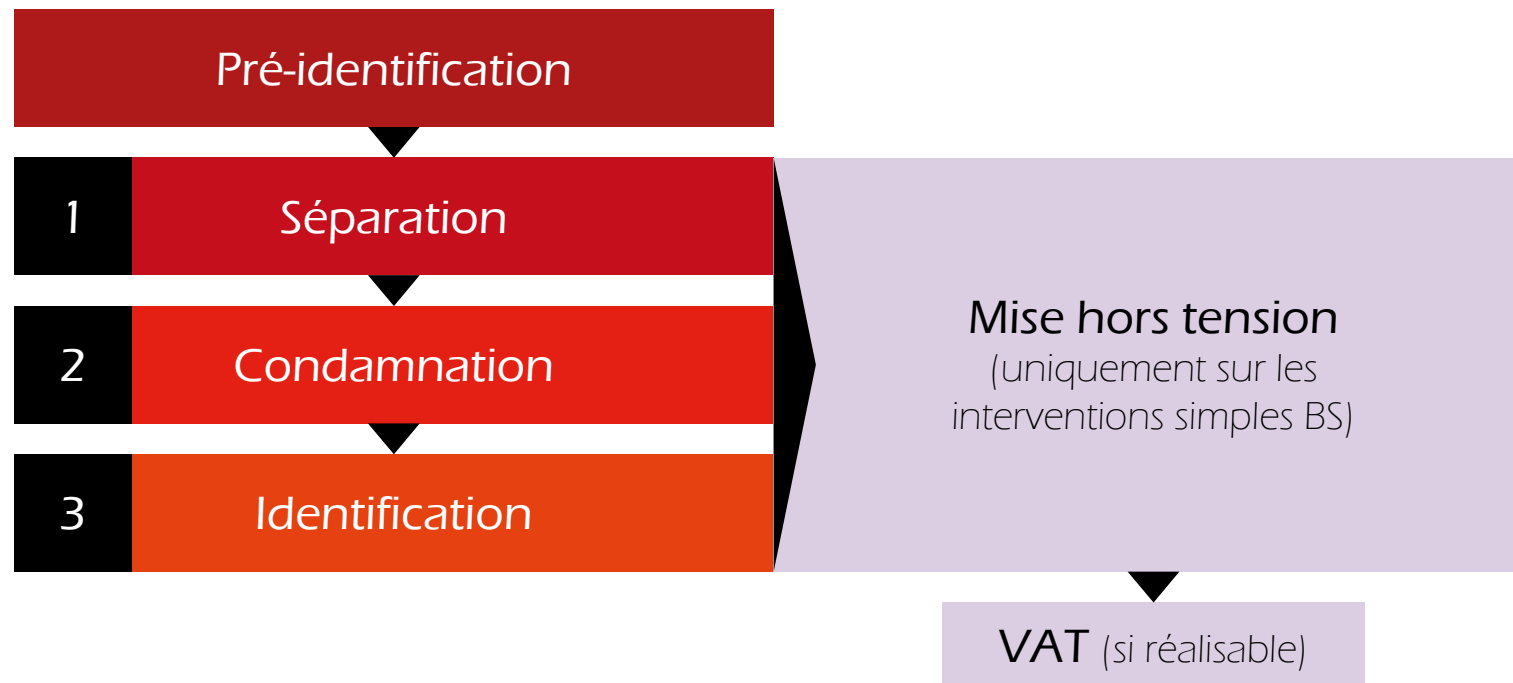 Pré-identification
1 Séparation
2 Condamnation
3 Identification
Mise hors tension
(uniquement sur les
interventions simples BS)
VAT (si réalisable)